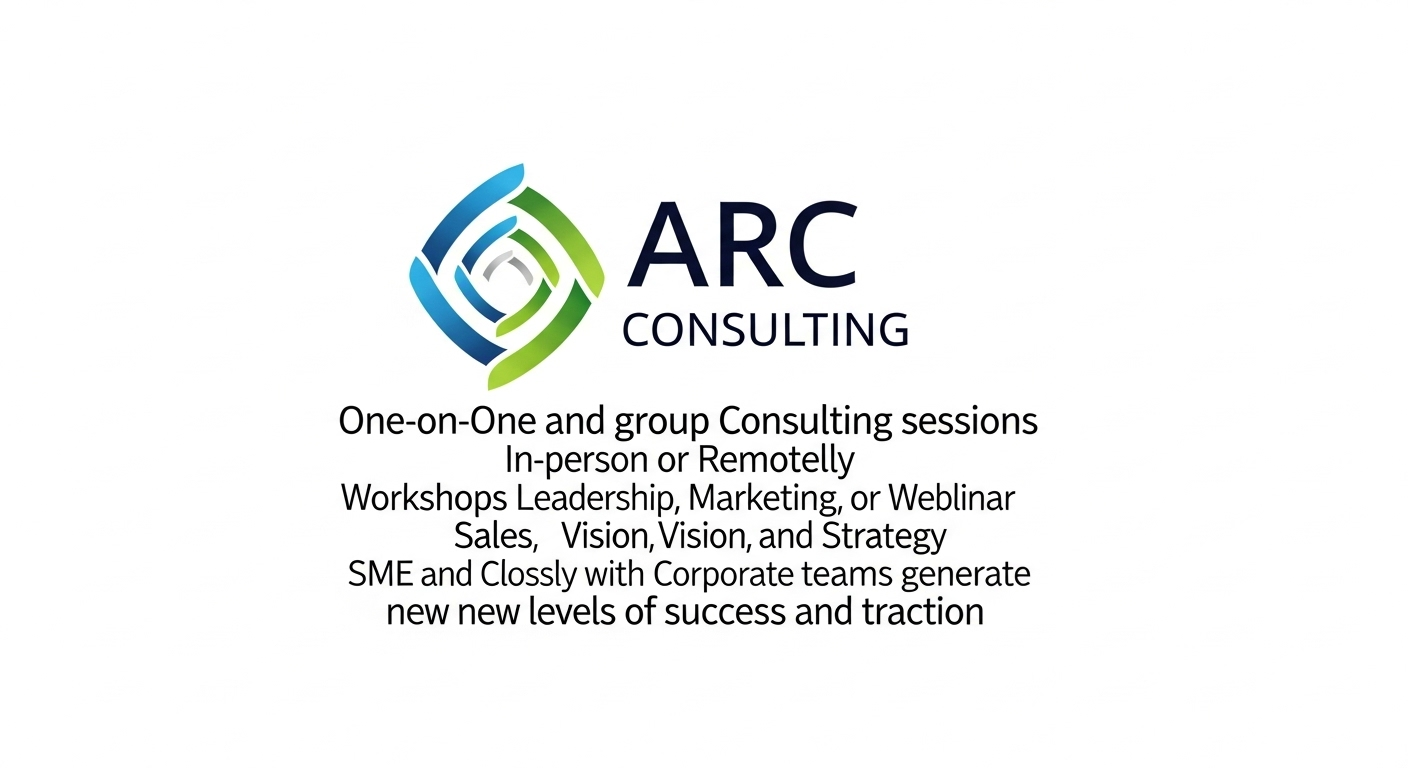 ARC
CONSULTING
One-on-One and group Consulting sessions
In-person or Remotelly
Workshops Leadership, Marketing, or Weblinar
Sales, Vision, Vision, and Strategy
SME and Clossly with Corporate teams generate
new new levels of success and traction